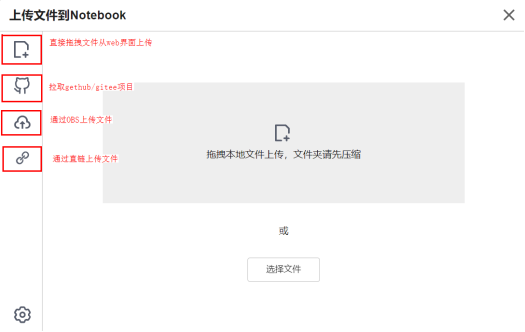 上传文件到Notebook
直接拖拽文件从web界面上传
拉取gethub/gitee项目
通过OBS上传文件
通过直链上传文件
拖拽本地文件上传，文件夹请先压缩
或
选择文件